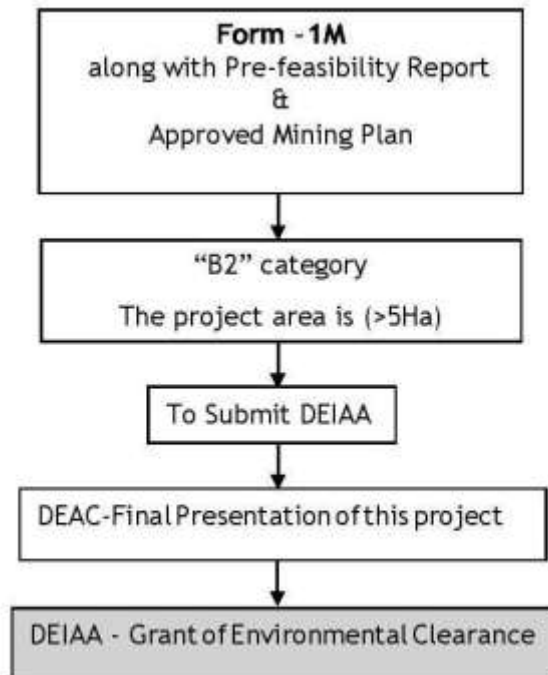 Form -1M
along with Pre-feasibility Report
&
Approved Mining Plan
“B2” category
The project area is (>5Ha)
To Submit DEIAA
DEAC-Final Presentation of this project
DEIAA - Grant of Environmental Clearance